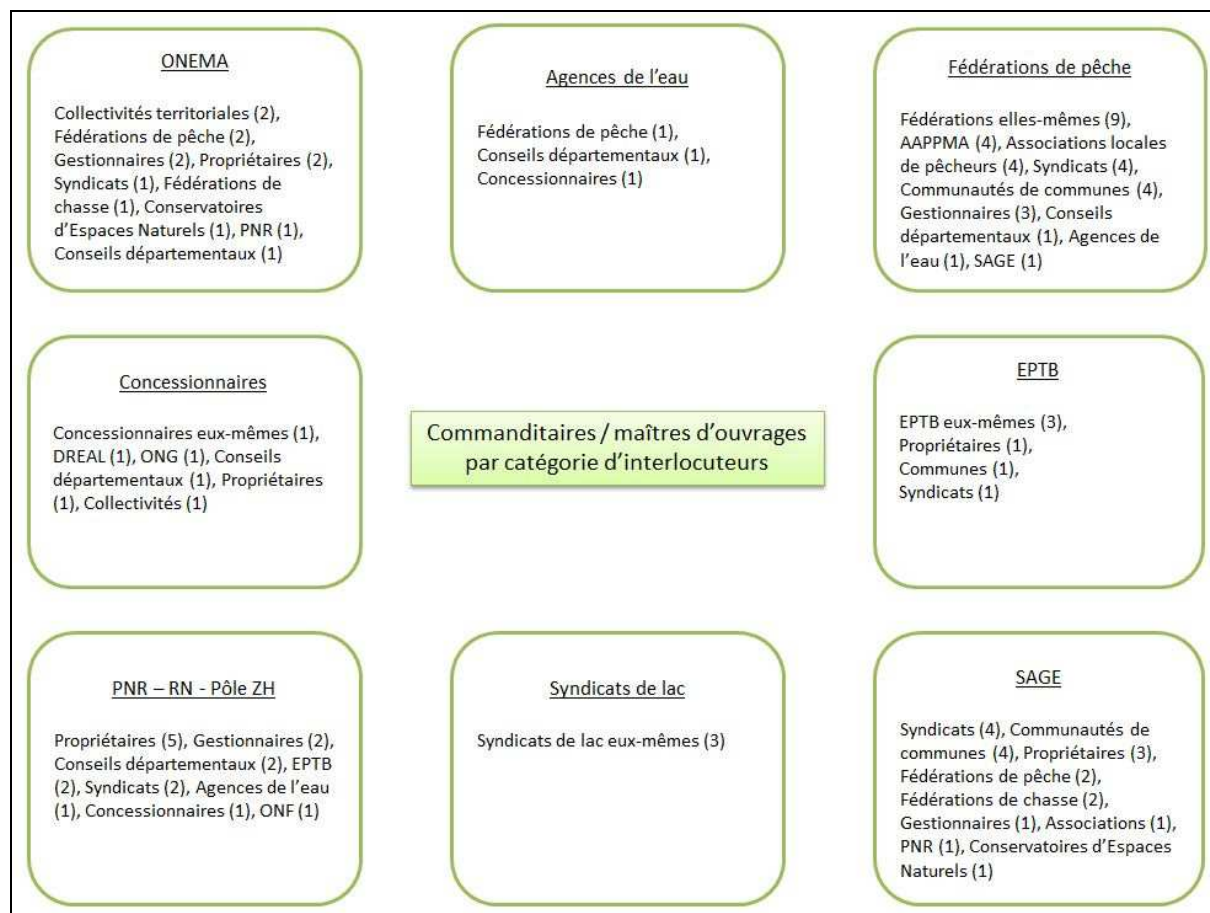 ONEMA
Collectivités territoriales (2),
Fédérations de pêche (2),
Gestionnaires (2), Propriétaires (2),
Syndicats (1), Fédérations de
chasse (1), Conservatoires
d'Espaces Naturels (1), PNR (1),
Conseils départementaux (1)
Agences de l'eau
Fédérations de pêche (1),
Conseils départementaux (1),
Concessionnaires (1)
Fédérations de pêche
Fédérations elles-mêmes (9),
AAPPMA (4), Associations locales
de pêcheurs (4), Syndicats (4),
Communautés de communes (4),
Gestionnaires (3), Conseils
départementaux (1), Agences de
l'eau (1), SAGE (1)
Concessionnaires
Concessionnaires eux-mêmes (1),
DREAL (1), ONG (1), Conseils
départementaux (1), Propriétaires
(1), Collectivités (1)
Commanditaires / maîtres d'ouvrages
par catégorie d'interlocuteurs
EPTB
EPTB eux-mêmes (3),
Propriétaires (1),
Communes (1),
Syndicats (1)
PNR – RN - Pôle ZH
Propriétaires (5), Gestionnaires (2),
Conseils départementaux (2), EPTB
(2), Syndicats (2), Agences de l'eau
(1), Concessionnaires (1), ONF (1)
Syndicats de lac
Syndicats de lac eux-mêmes (3)
SAGE
Syndicats (4), Communautés de
communes (4), Propriétaires (3),
Fédérations de pêche (2),
Fédérations de chasse (2),
Gestionnaires (1), Associations (1),
PNR (1), Conservatoires d'Espaces
Naturels (1)